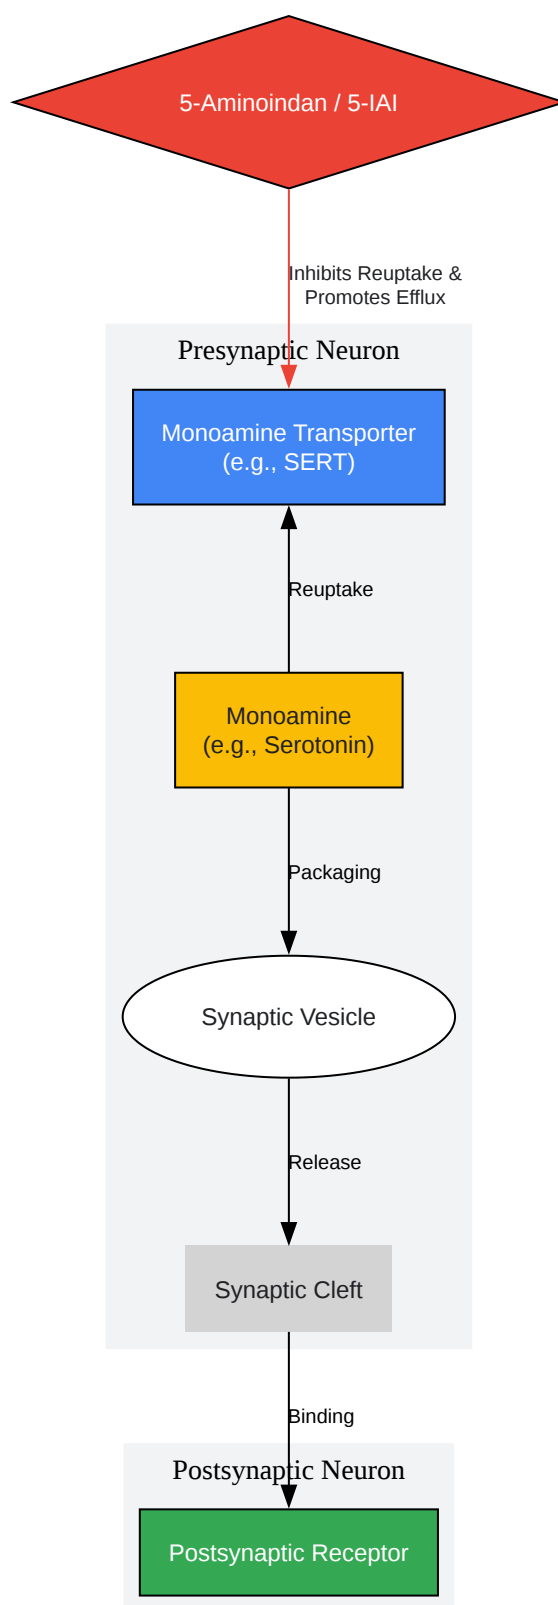 5-Aminoindan / 5-IAI
Inhibits Reuptake &
Promotes Efflux
Presynaptic Neuron
Monoamine Transporter
(e.g., SERT)
Reuptake
Monoamine
(e.g., Serotonin)
Packaging
Synaptic Vesicle
Release
Synaptic Cleft
Binding
Postsynaptic Neuron
Postsynaptic Receptor